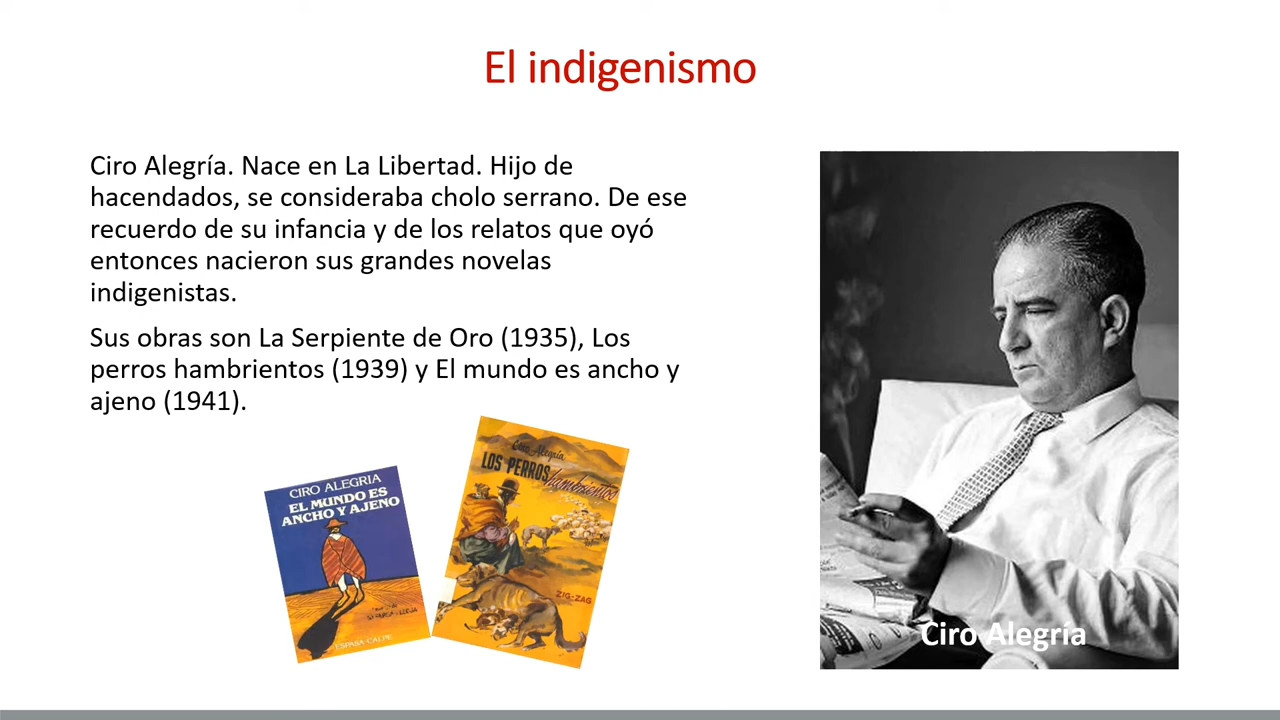 El indigenismo
Ciro Alegría. Nace en La Libertad. Hijo de
hacendados, se consideraba cholo serrano. De ese
recuerdo de su infancia y de los relatos que oyó
entonces nacieron sus grandes novelas
indigenistas.
Sus obras son La Serpiente de Oro (1935), Los
perros hambrientos (1939) y El mundo es ancho y
ajeno (1941).
CIRO ALEGRIA
EL MUNDO ES
ANCHO Y AJENO
ESPASA-CALPE
Ciro Alegría
LOS PERROS
hambrientos
ZIG-ZAG
Ciro Alegría